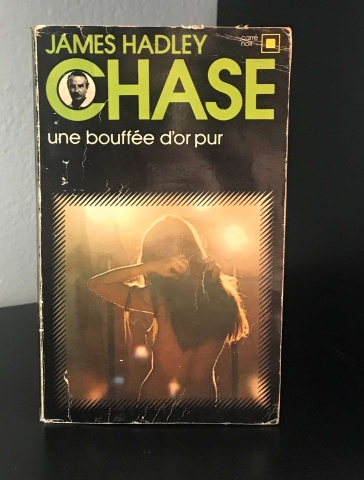 JAMES HADLEY
CHASE
carré
noir
une bouffée d'or pur